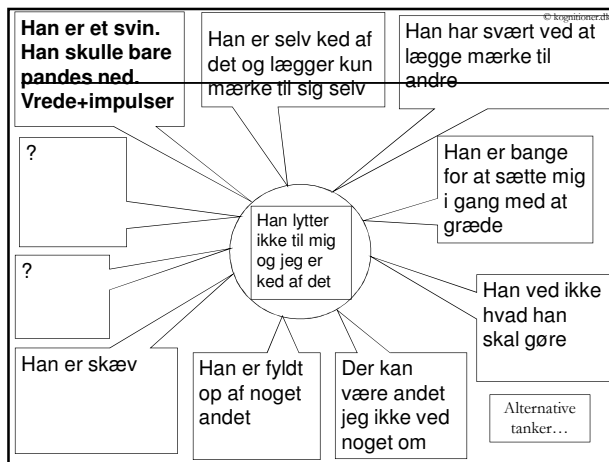 © kognitioner.dk
Han er et svin.
Han skulle bare
pandes ned.
Vrede+impulser
Han er selv ked af
det og lægger kun
mærke til sig selv
Han har svært ved at
lægge mærke til
andre
?
Han er bange
for at sætte mig
i gang med at
græde
Han lytter
ikke til mig
og jeg er
ked af det
?
Han ved ikke
hvad han
skal gøre
Han er skæv
Han er fyldt
op af noget
andet
Der kan
være andet
jeg ikke ved
noget om
Alternative
tanker…